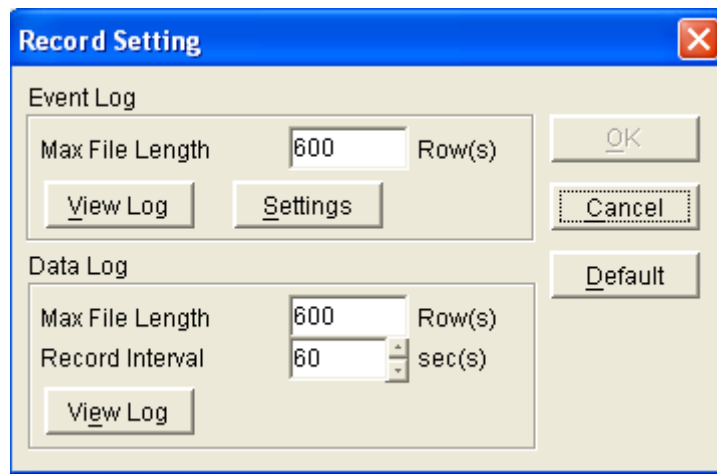 Record Setting
Event Log
Max File Length 600 Row(s)
View Log Settings
OK
Cancel
Default
Data Log
Max File Length 600 Row(s)
Record Interval 60 sec(s)
View Log